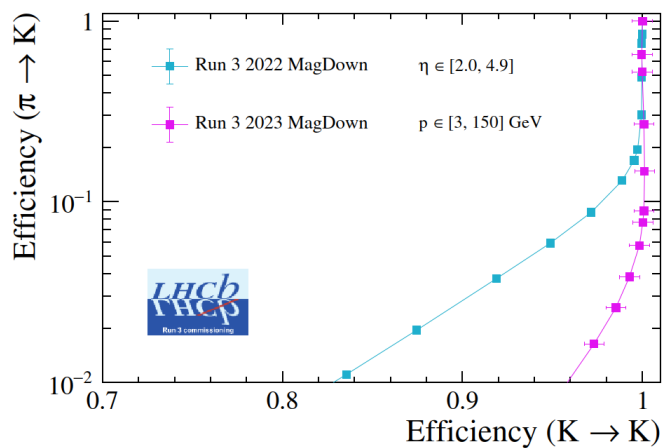 Efficiency (π → K)
1
10⁻¹
10⁻²
Run 3 2022 MagDown η ∈ [2.0, 4.9]
Run 3 2023 MagDown p ∈ [3, 150] GeV
LHCb
LHCb
Run 3 commissioning
0.7 0.8 0.9 1
Efficiency (K → K)